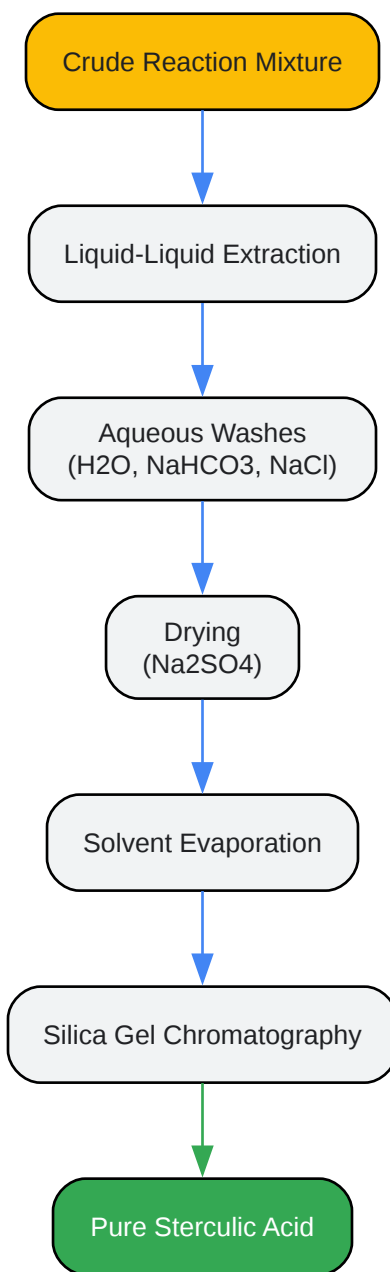 Crude Reaction Mixture
Liquid-Liquid Extraction
Aqueous Washes
(H2O, NaHCO3, NaCl)
Drying
(Na2SO4)
Solvent Evaporation
Silica Gel Chromatography
Pure Sterculic Acid